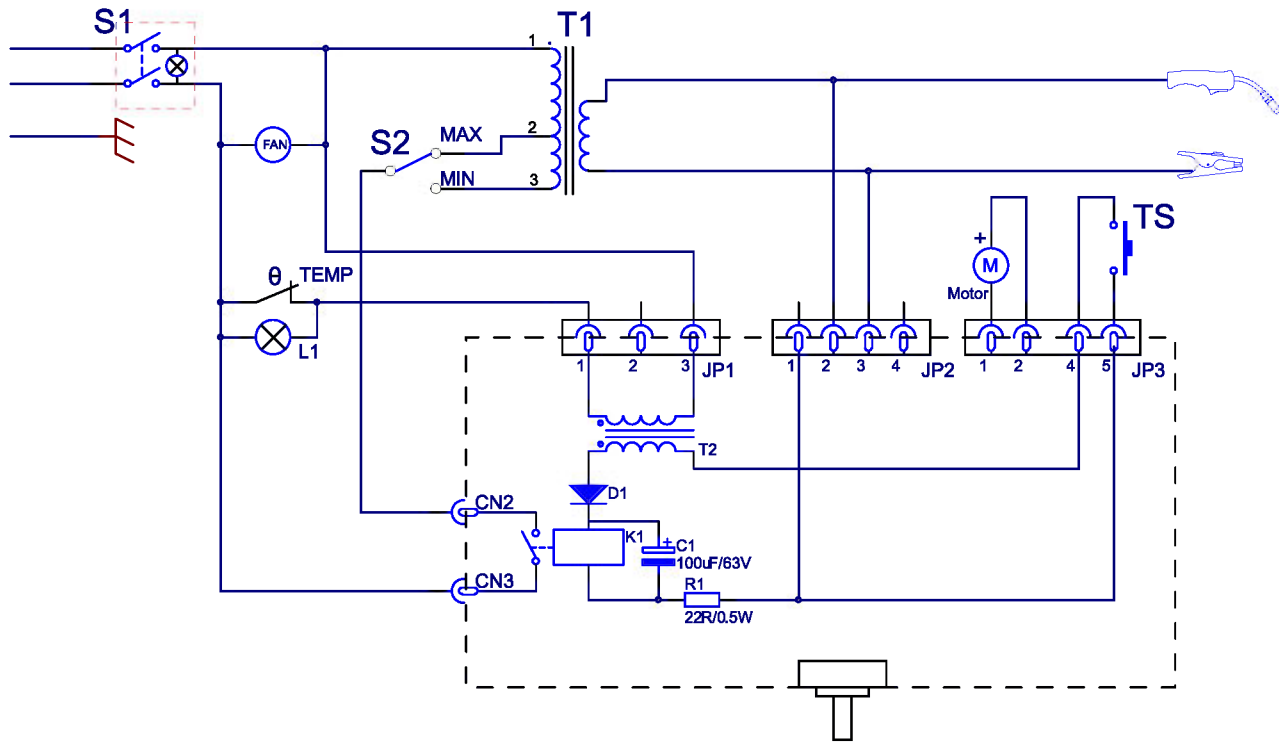 S1
T1
1
FAN
S2
MAX
2
MIN
3
TS
+
M
Motor
θ
TEMP
L1
1
2
3
JP1
1
2
3
4
JP2
1
2
4
5
JP3
T2
D1
CN2
K1
+
C1
100uF/63V
CN3
R1
22R/0.5W